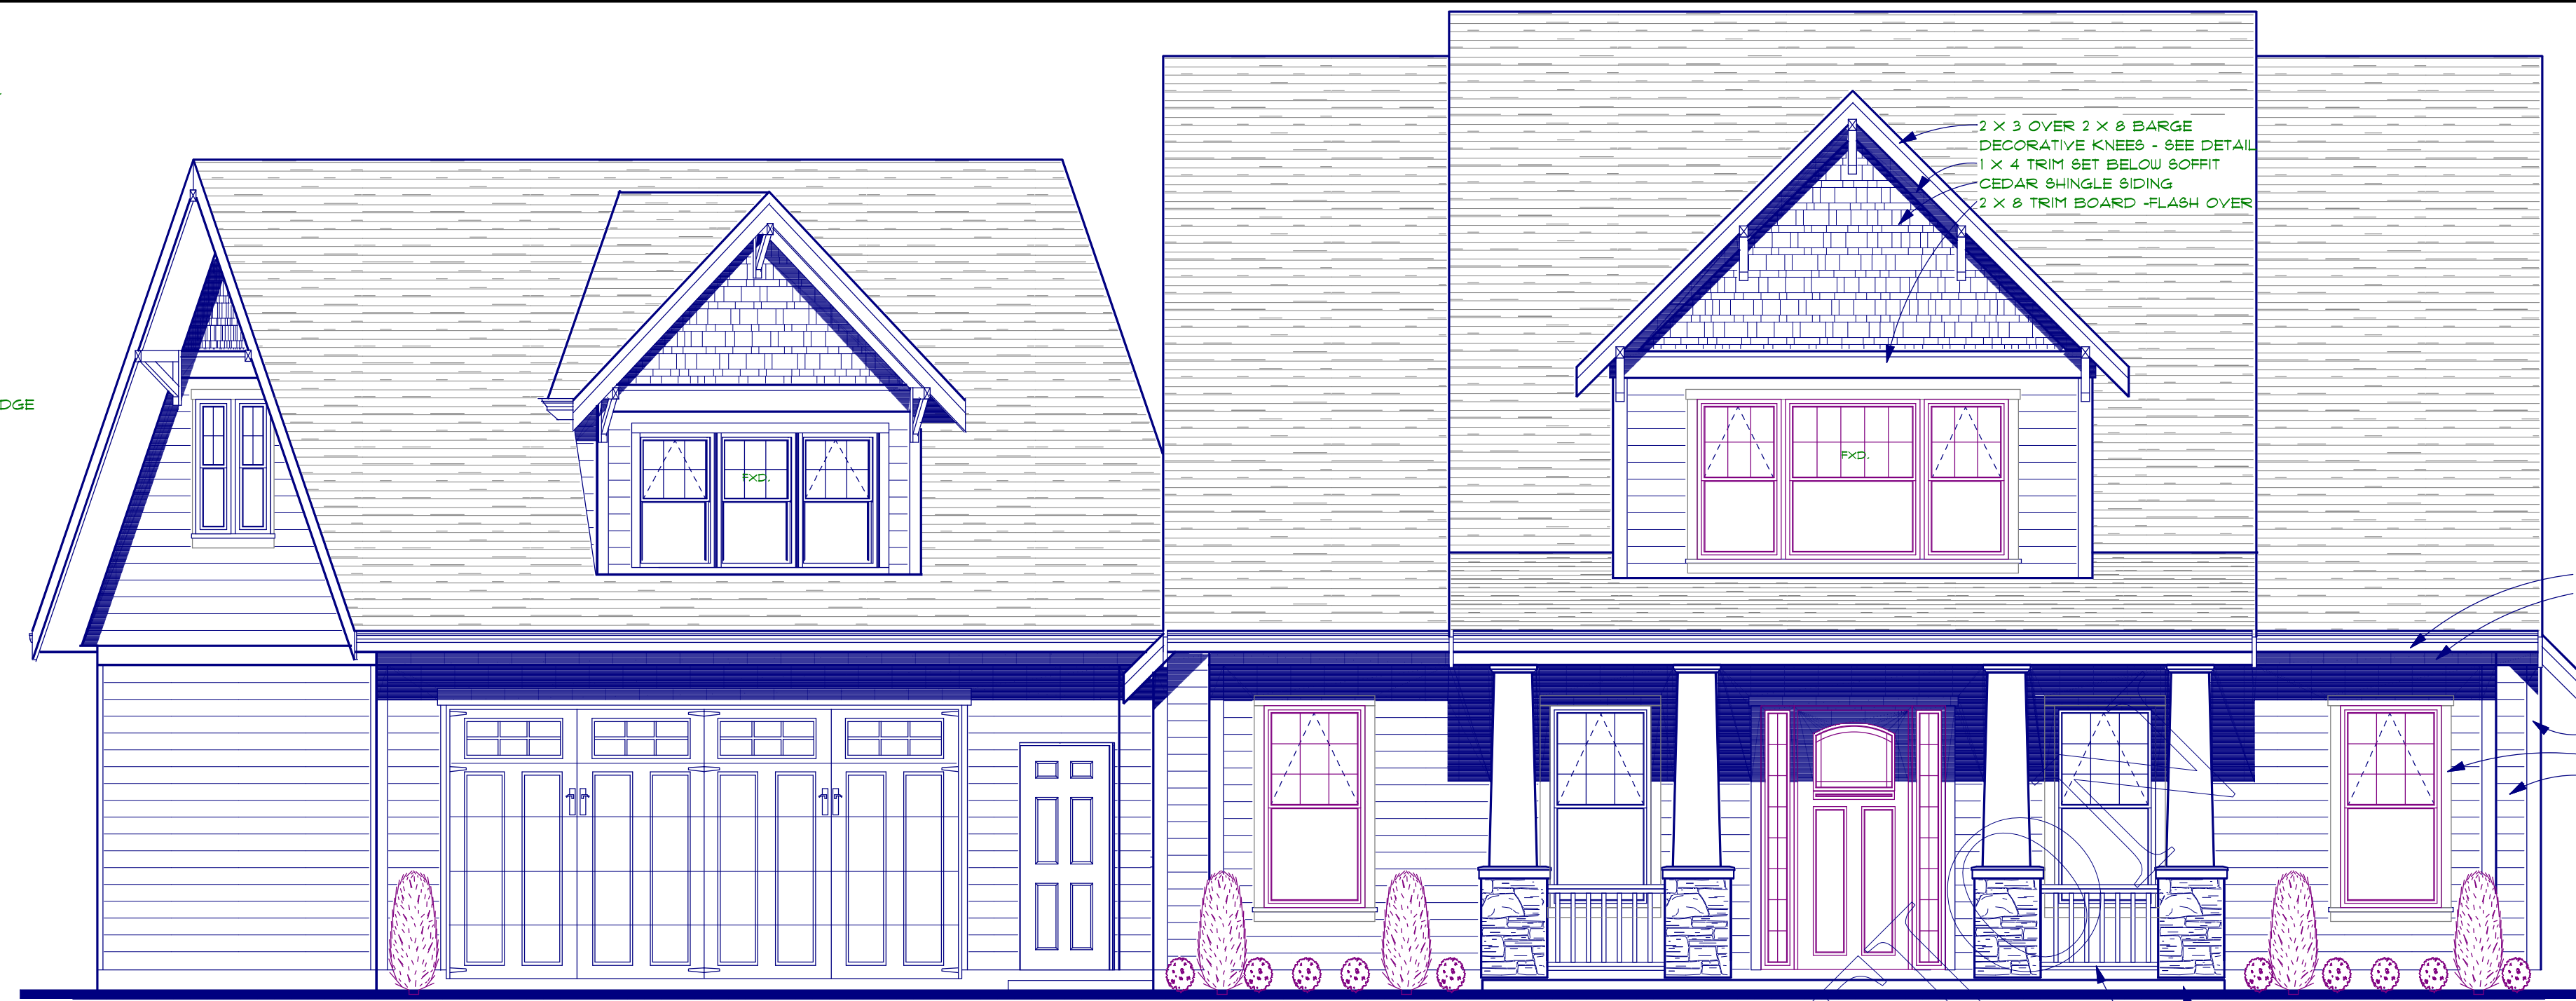 2 X 3 OVER 2 X 8 BARGE
DECORATIVE KNEES - SEE DETAIL
1 X 4 TRIM SET BELOW SOFFIT
CEDAR SHINGLE SIDING
2 X 8 TRIM BOARD -FLASH OVER
DGE
FXD.
FXD.